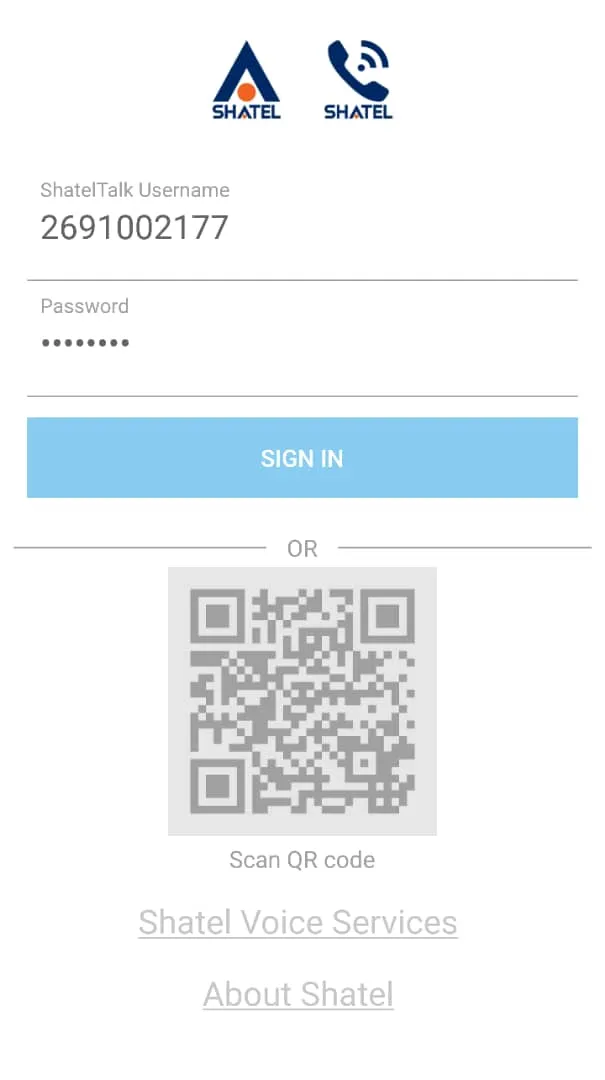 SHATEL SHATEL
ShatelTalk Username
2691002177
Password
••••••••
SIGN IN
OR
Scan QR code
Shatel Voice Services
About Shatel